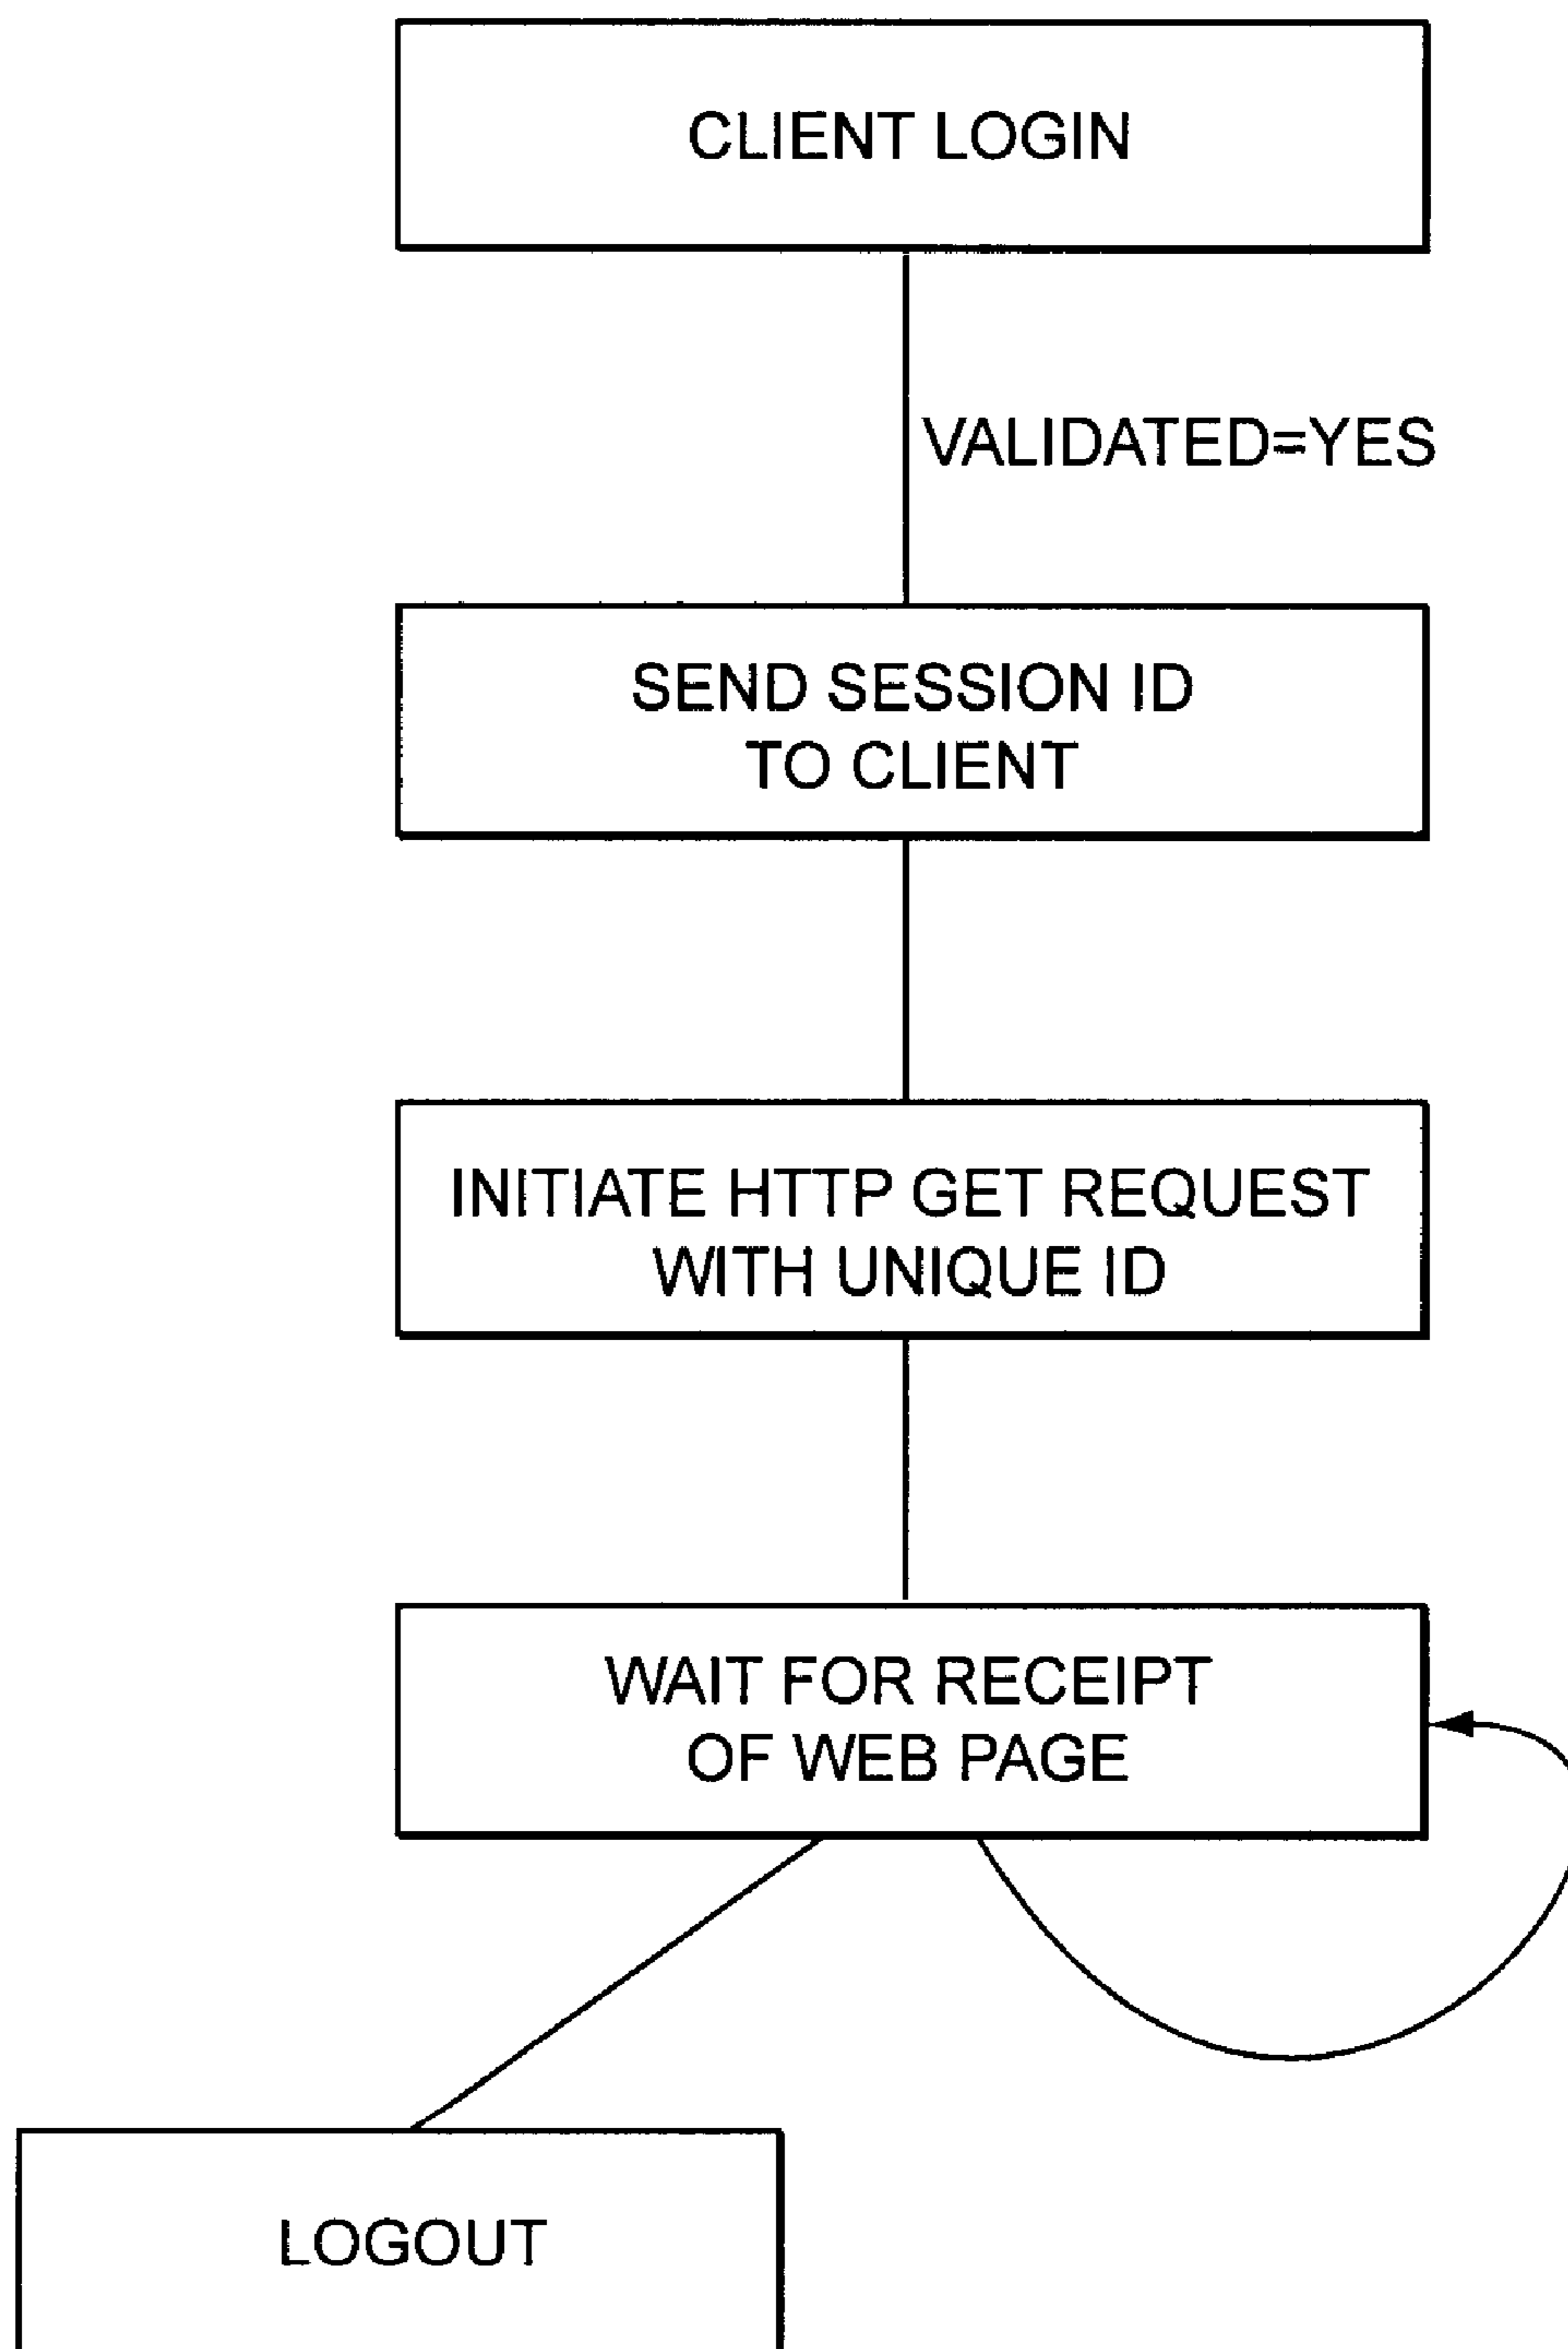 CLIENT LOGIN
VALIDATED=YES
SEND SESSION ID
TO CLIENT
INITIATE HTTP GET REQUEST
WITH UNIQUE ID
WAIT FOR RECEIPT
OF WEB PAGE
LOGOUT